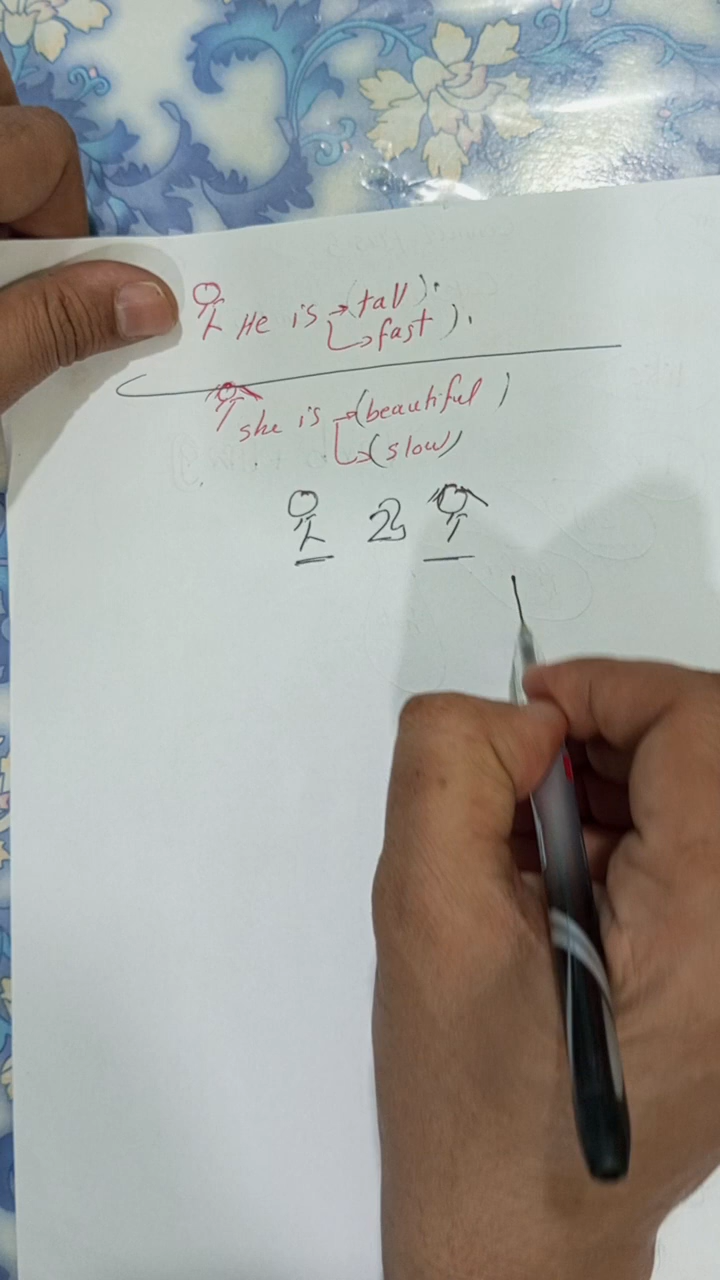 He is → (tall).
→ fast).
she is → (beautiful)
→ (slow)